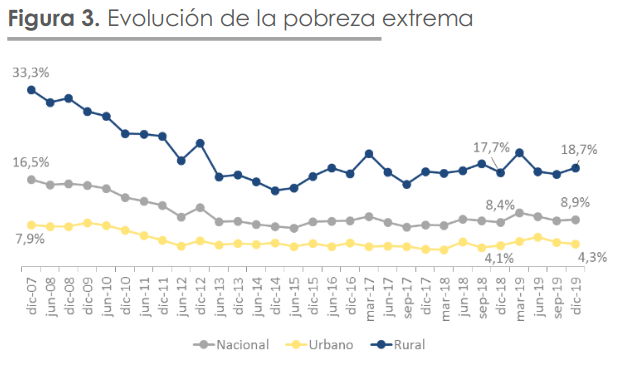 Figura 3. Evolución de la pobreza extrema
33,3%
16,5%
7,9%
17,7%
18,7%
8,4%
8,9%
4,1%
4,3%
dic-07
jun-08
dic-08
dic-09
jun-09
dic-10
jun-10
dic-11
jun-11
dic-12
jun-12
dic-13
jun-13
dic-14
jun-14
dic-15
jun-15
dic-16
jun-16
mar-17
jun-17
sep-17
dic-17
mar-18
jun-18
sep-18
dic-18
mar-19
jun-19
sep-19
dic-19
Nacional Urbano Rural